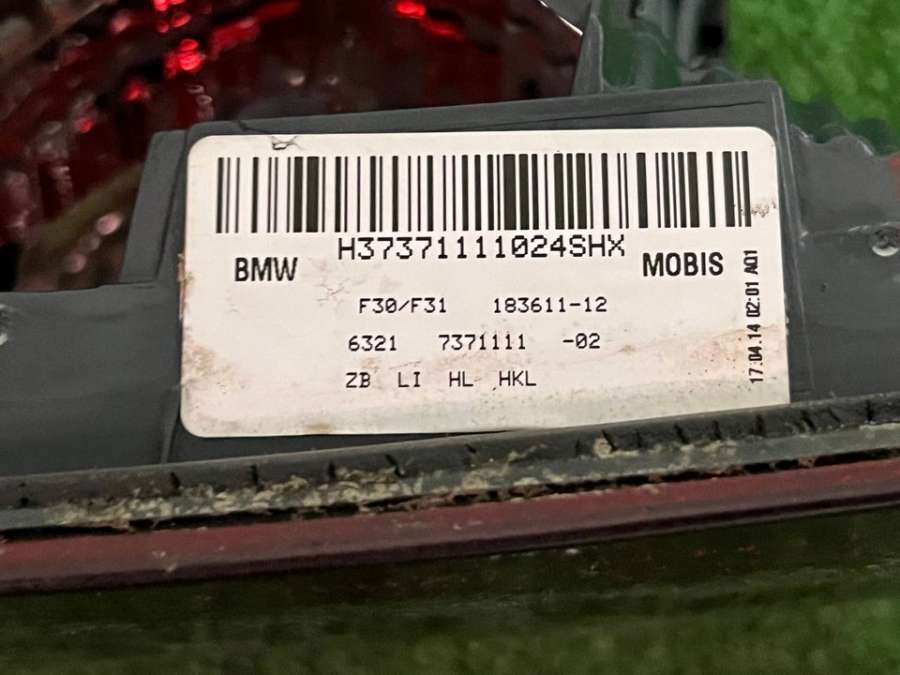 H37371111024SHX
BMW MOBIS
F30/F31 183611-12
6321 7371111 -02
ZB LI HL HKL
17:04.14 02:01 A01